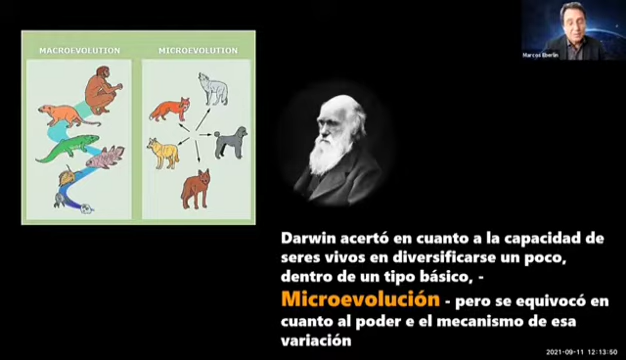 MACROEVOLUTION
MICROEVOLUTION
Marcos Eberlin
Darwin acertó en cuanto a la capacidad de
seres vivos en diversificarse un poco,
dentro de un tipo básico, -
Microevolución - pero se equivocó en
cuanto al poder e el mecanismo de esa
variación
2021-09-11 12:13:50